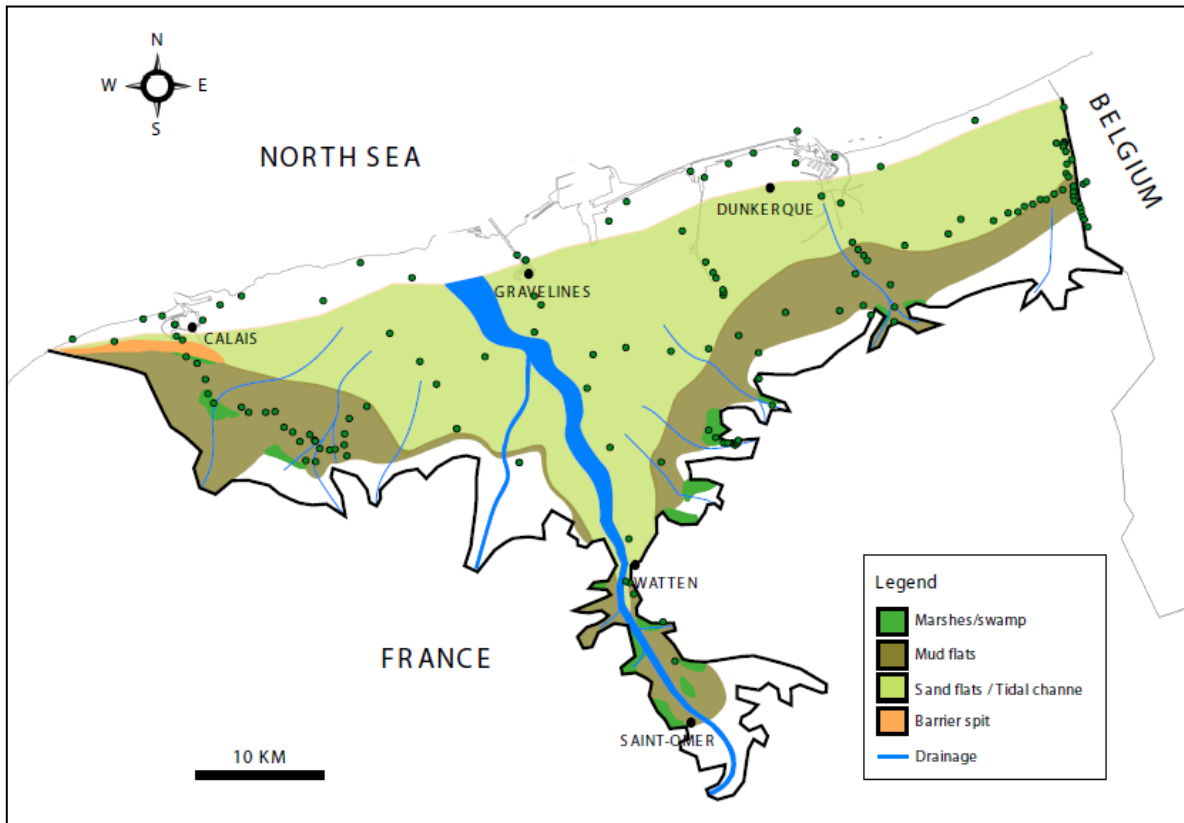 N
W E
S
NORTH SEA
BELGIUM
DUNKERQUE
GRAVELINES
CALAIS
WATTEN
FRANCE
SAINT-OMER
10 KM
Legend
Marshes/swamp
Mud flats
Sand flats / Tidal channe
Barrier spit
Drainage